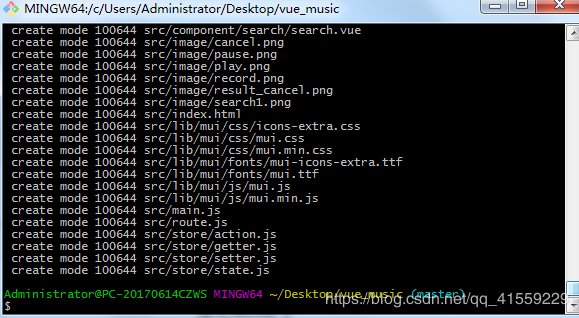 MINGW64:/c/Users/Administrator/Desktop/vue_music
create mode 100644 src/component/search/search.vue
create mode 100644 src/image/cancel.png
create mode 100644 src/image/pause.png
create mode 100644 src/image/play.png
create mode 100644 src/image/record.png
create mode 100644 src/image/result_cancel.png
create mode 100644 src/image/search1.png
create mode 100644 src/index.html
create mode 100644 src/lib/mui/css/icons-extra.css
create mode 100644 src/lib/mui/css/mui.css
create mode 100644 src/lib/mui/css/mui.min.css
create mode 100644 src/lib/mui/fonts/mui-icons-extra.ttf
create mode 100644 src/lib/mui/fonts/mui.ttf
create mode 100644 src/lib/mui/js/mui.js
create mode 100644 src/lib/mui/js/mui.min.js
create mode 100644 src/main.js
create mode 100644 src/route.js
create mode 100644 src/store/action.js
create mode 100644 src/store/getter.js
create mode 100644 src/store/setter.js
create mode 100644 src/store/state.js
Administrator@PC-20170614CZWS MINGW64 ~/Desktop/vue_music (master)
https://blog.csdn.net/qq_41559229
$